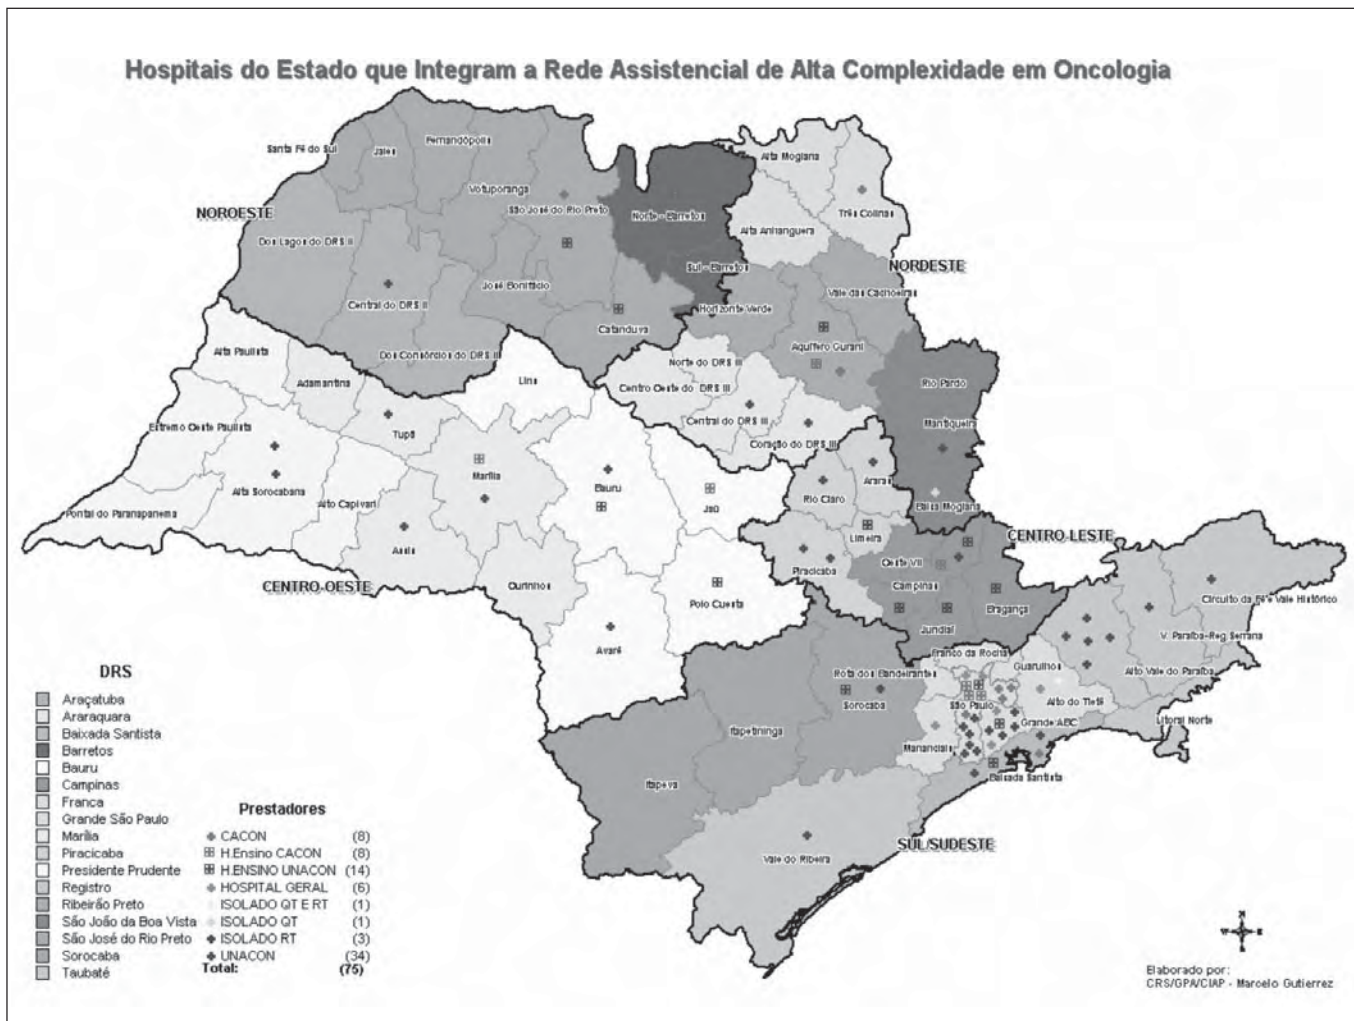 Hospitais do Estado que Integram a Rede Assistencial de Alta Complexidade em Oncologia
Santa Fé do Sul
Jales
Fernandópolis
Votuporanga
São José do Rio Preto
NOROESTE
Dos Lagos do DRS II
Central do DRS II
José Bonifácio
Catanduva
Dos Consórcios do DRS II
Norte - Barretos
Sul - Barretos
Alta Mogiana
Três Colinas
Alta Anhanguera
NORDESTE
Vale das Cachoeiras
Horizonte Verde
Aquífero Gurani
Norte do DRS III
Centro Oeste do DRS III
Central do DRS III
Coração do DRS III
Rio Pardo
Mantiqueira
Baixa Mogiana
Alta Paulista
Adamantina
Lins
Tupã
Extremo Oeste Paulista
Alta Sorocabana
Alto Capivari
Pontal do Paranapanema
Marília
Assis
Bauru
Jaú
Ourinhos
CENTRO-OESTE
Avaré
Polo Cuesta
Rio Claro
Araras
Limeira
Piracicaba
Oeste VII
Campinas
Bragança
Jundiaí
CENTRO-LESTE
Circuito da Fé e Vale Histórico
V. Paraíba-Reg. Serrana
Alto Vale do Paraíba
Litoral Norte
Franco da Rocha
Guarulhos
Rota dos Bandeirantes
São Paulo
Alto do Tietê
Grande ABC
Mananciais
Baixada Santista
Sorocaba
Itapetininga
Itapeva
Vale do Ribeira
SUL/SUDESTE
DRS
Araçatuba
Araraquara
Baixada Santista
Barretos
Bauru
Campinas
Franca
Grande São Paulo
Marília
Piracicaba
Presidente Prudente
Registro
Ribeirão Preto
São João da Boa Vista
São José do Rio Preto
Sorocaba
Taubaté
Prestadores
CACON (8)
H.Ensino CACON (8)
H.ENSINO UNACON (14)
HOSPITAL GERAL (6)
ISOLADO QT E RT (1)
ISOLADO QT (1)
ISOLADO RT (3)
UNACON (34)
Total: (75)
N
W E
S
Elaborado por:
CRS/GPA/CIAP - Marcelo Gutierrez